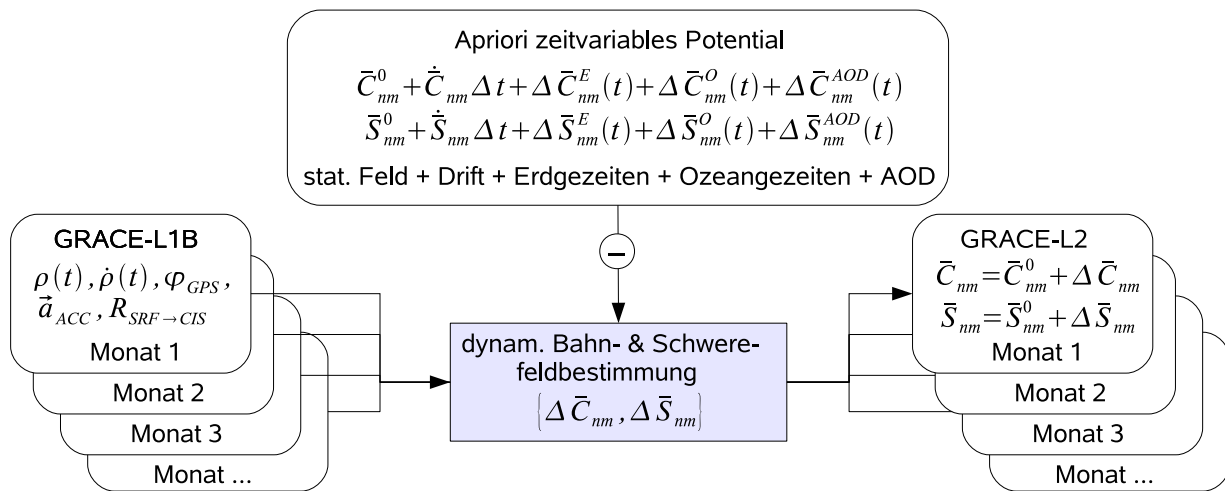 Apriori zeitvariables Potential
C̄⁰ₙₘ + Ċ̄ₙₘ Δt + ΔC̄ᴱₙₘ(t) + ΔC̄ᴼₙₘ(t) + ΔC̄ᴬᴼᴰₙₘ(t)
S̄⁰ₙₘ + Ṡ̄ₙₘ Δt + ΔS̄ᴱₙₘ(t) + ΔS̄ᴼₙₘ(t) + ΔS̄ᴬᴼᴰₙₘ(t)
stat. Feld + Drift + Erdgezeiten + Ozeangezeiten + AOD
−
GRACE-L1B
ρ(t), ρ̇(t), φ_GPS,
a⃗_ACC, R_SRF→CIS
Monat 1
Monat 2
Monat 3
Monat ...
dynam. Bahn- & Schwere-
feldbestimmung
{ΔC̄ₙₘ, ΔS̄ₙₘ}
GRACE-L2
C̄ₙₘ = C̄⁰ₙₘ + ΔC̄ₙₘ
S̄ₙₘ = S̄⁰ₙₘ + ΔS̄ₙₘ
Monat 1
Monat 2
Monat 3
Monat ...